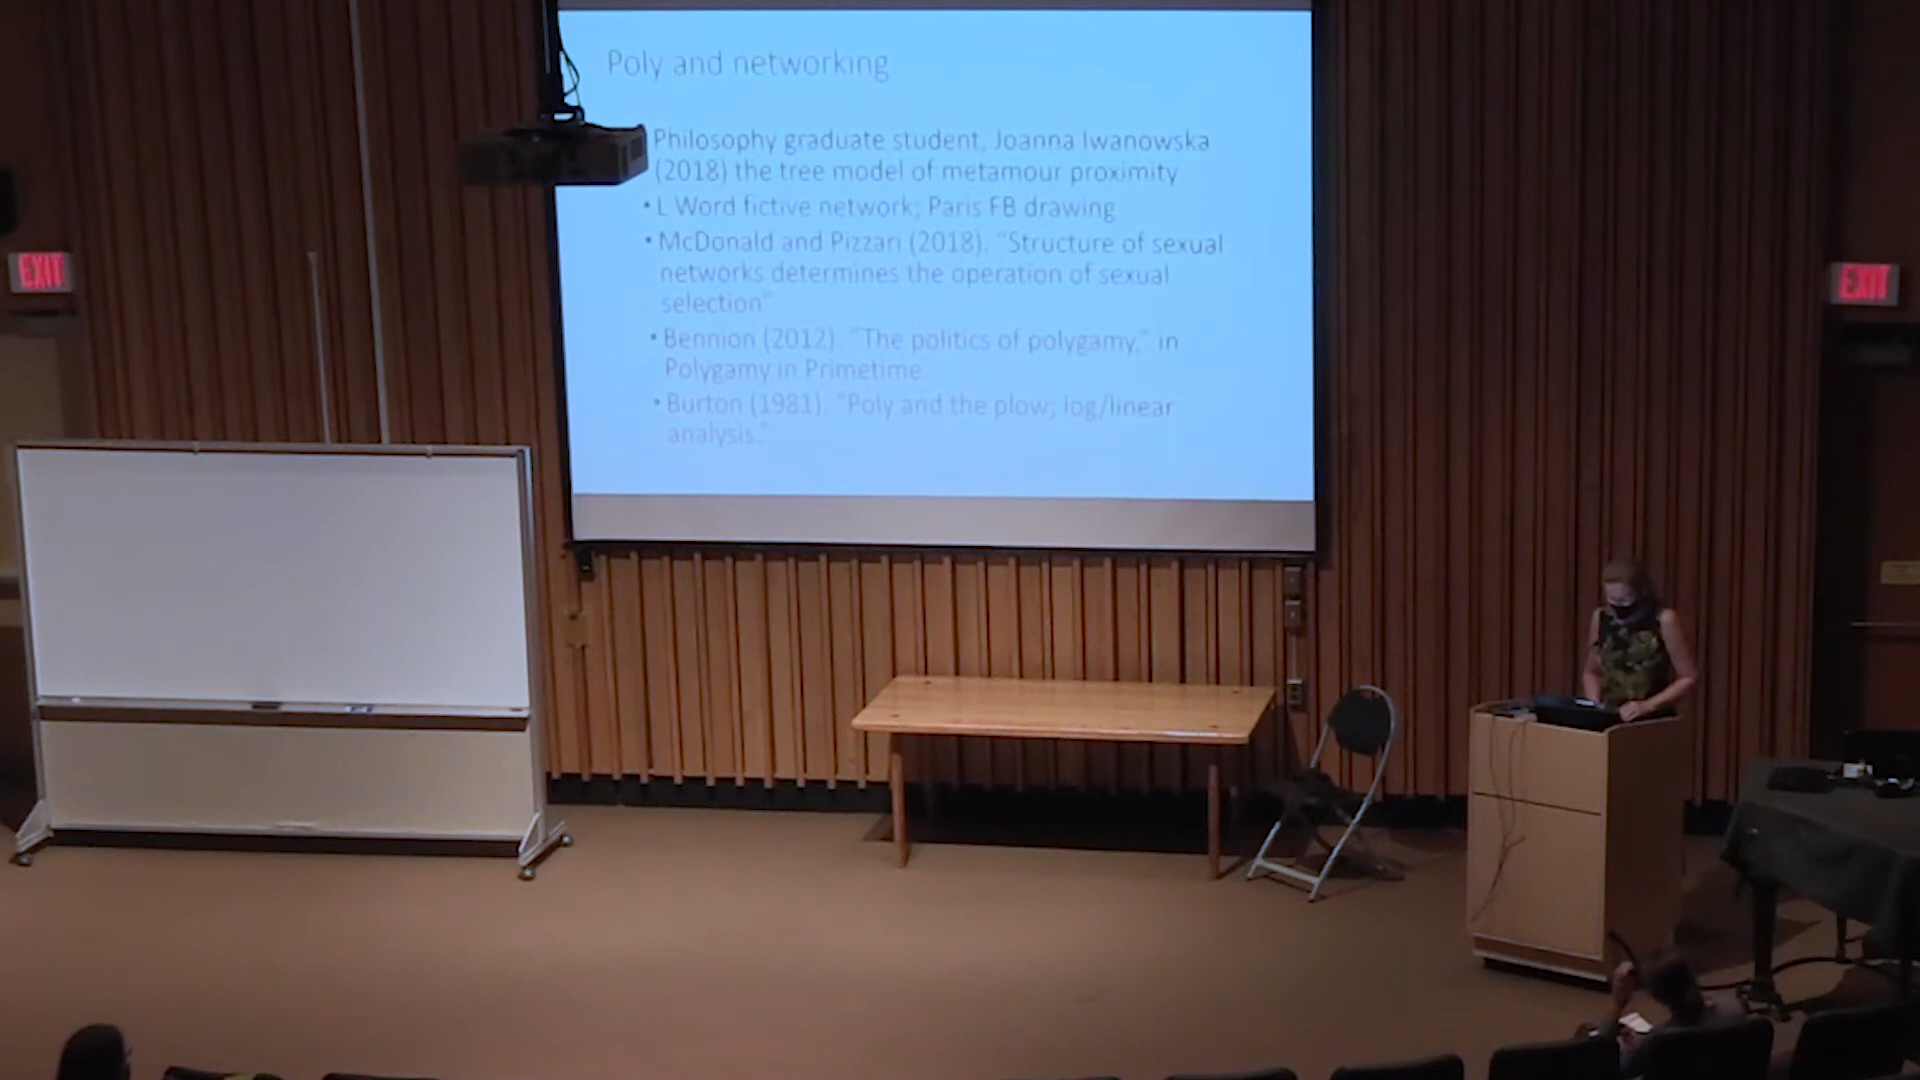 Poly and networking
Philosophy graduate student, Joanna Iwanowska
(2018) the tree model of metamour proximity
• L Word fictive network; Paris FB drawing
• McDonald and Pizzari (2018). "Structure of sexual
networks determines the operation of sexual
selection"
• Bennion (2012). "The politics of polygamy," in
Polygamy in Primetime.
• Burton (1981). "Poly and the plow; log/linear
analysis."
EXIT
EXIT